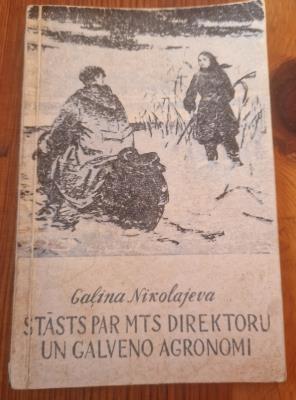 Gaļina Nikolajeva
STĀSTS PAR MTS DIREKTORU
UN GALVENO AGRONOMI